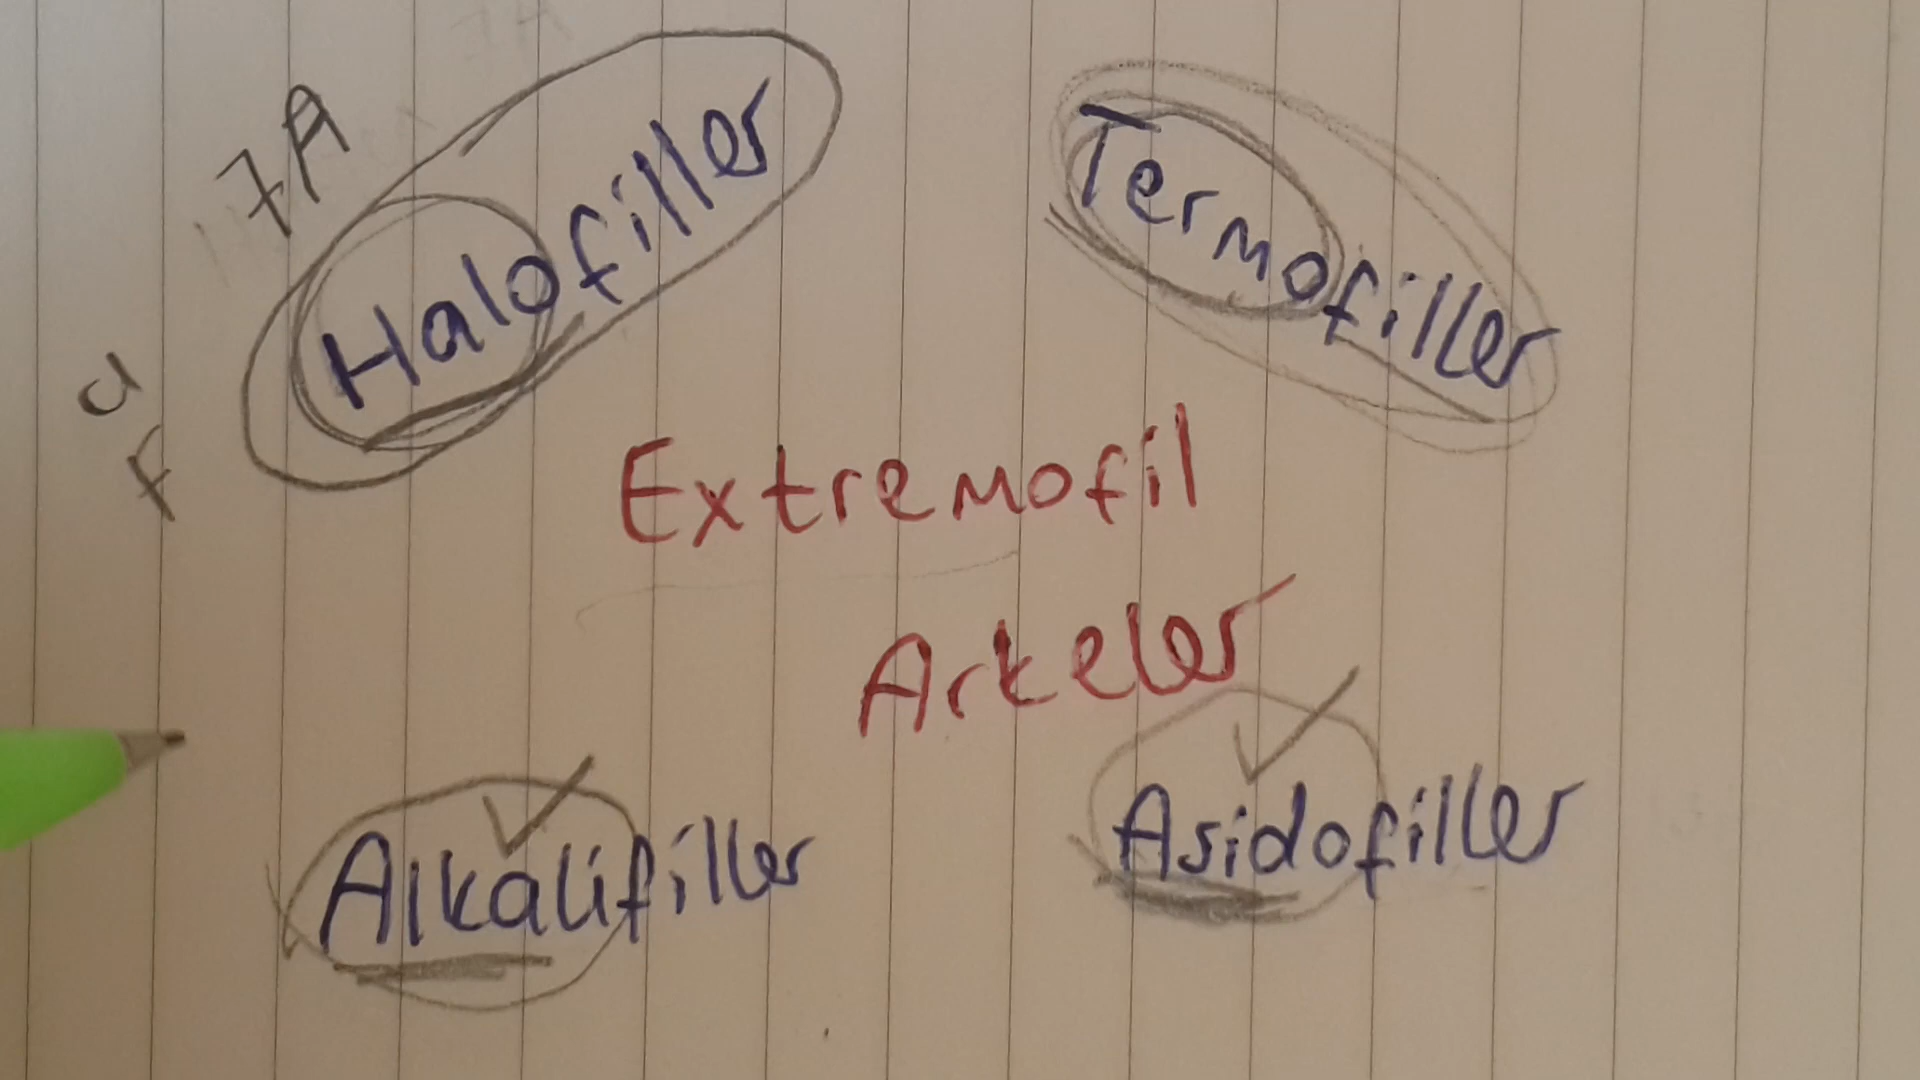 7A
Halofiller
Termofiller
F
Extremofil
Arkeler
Alkalifiller
Asidofiller